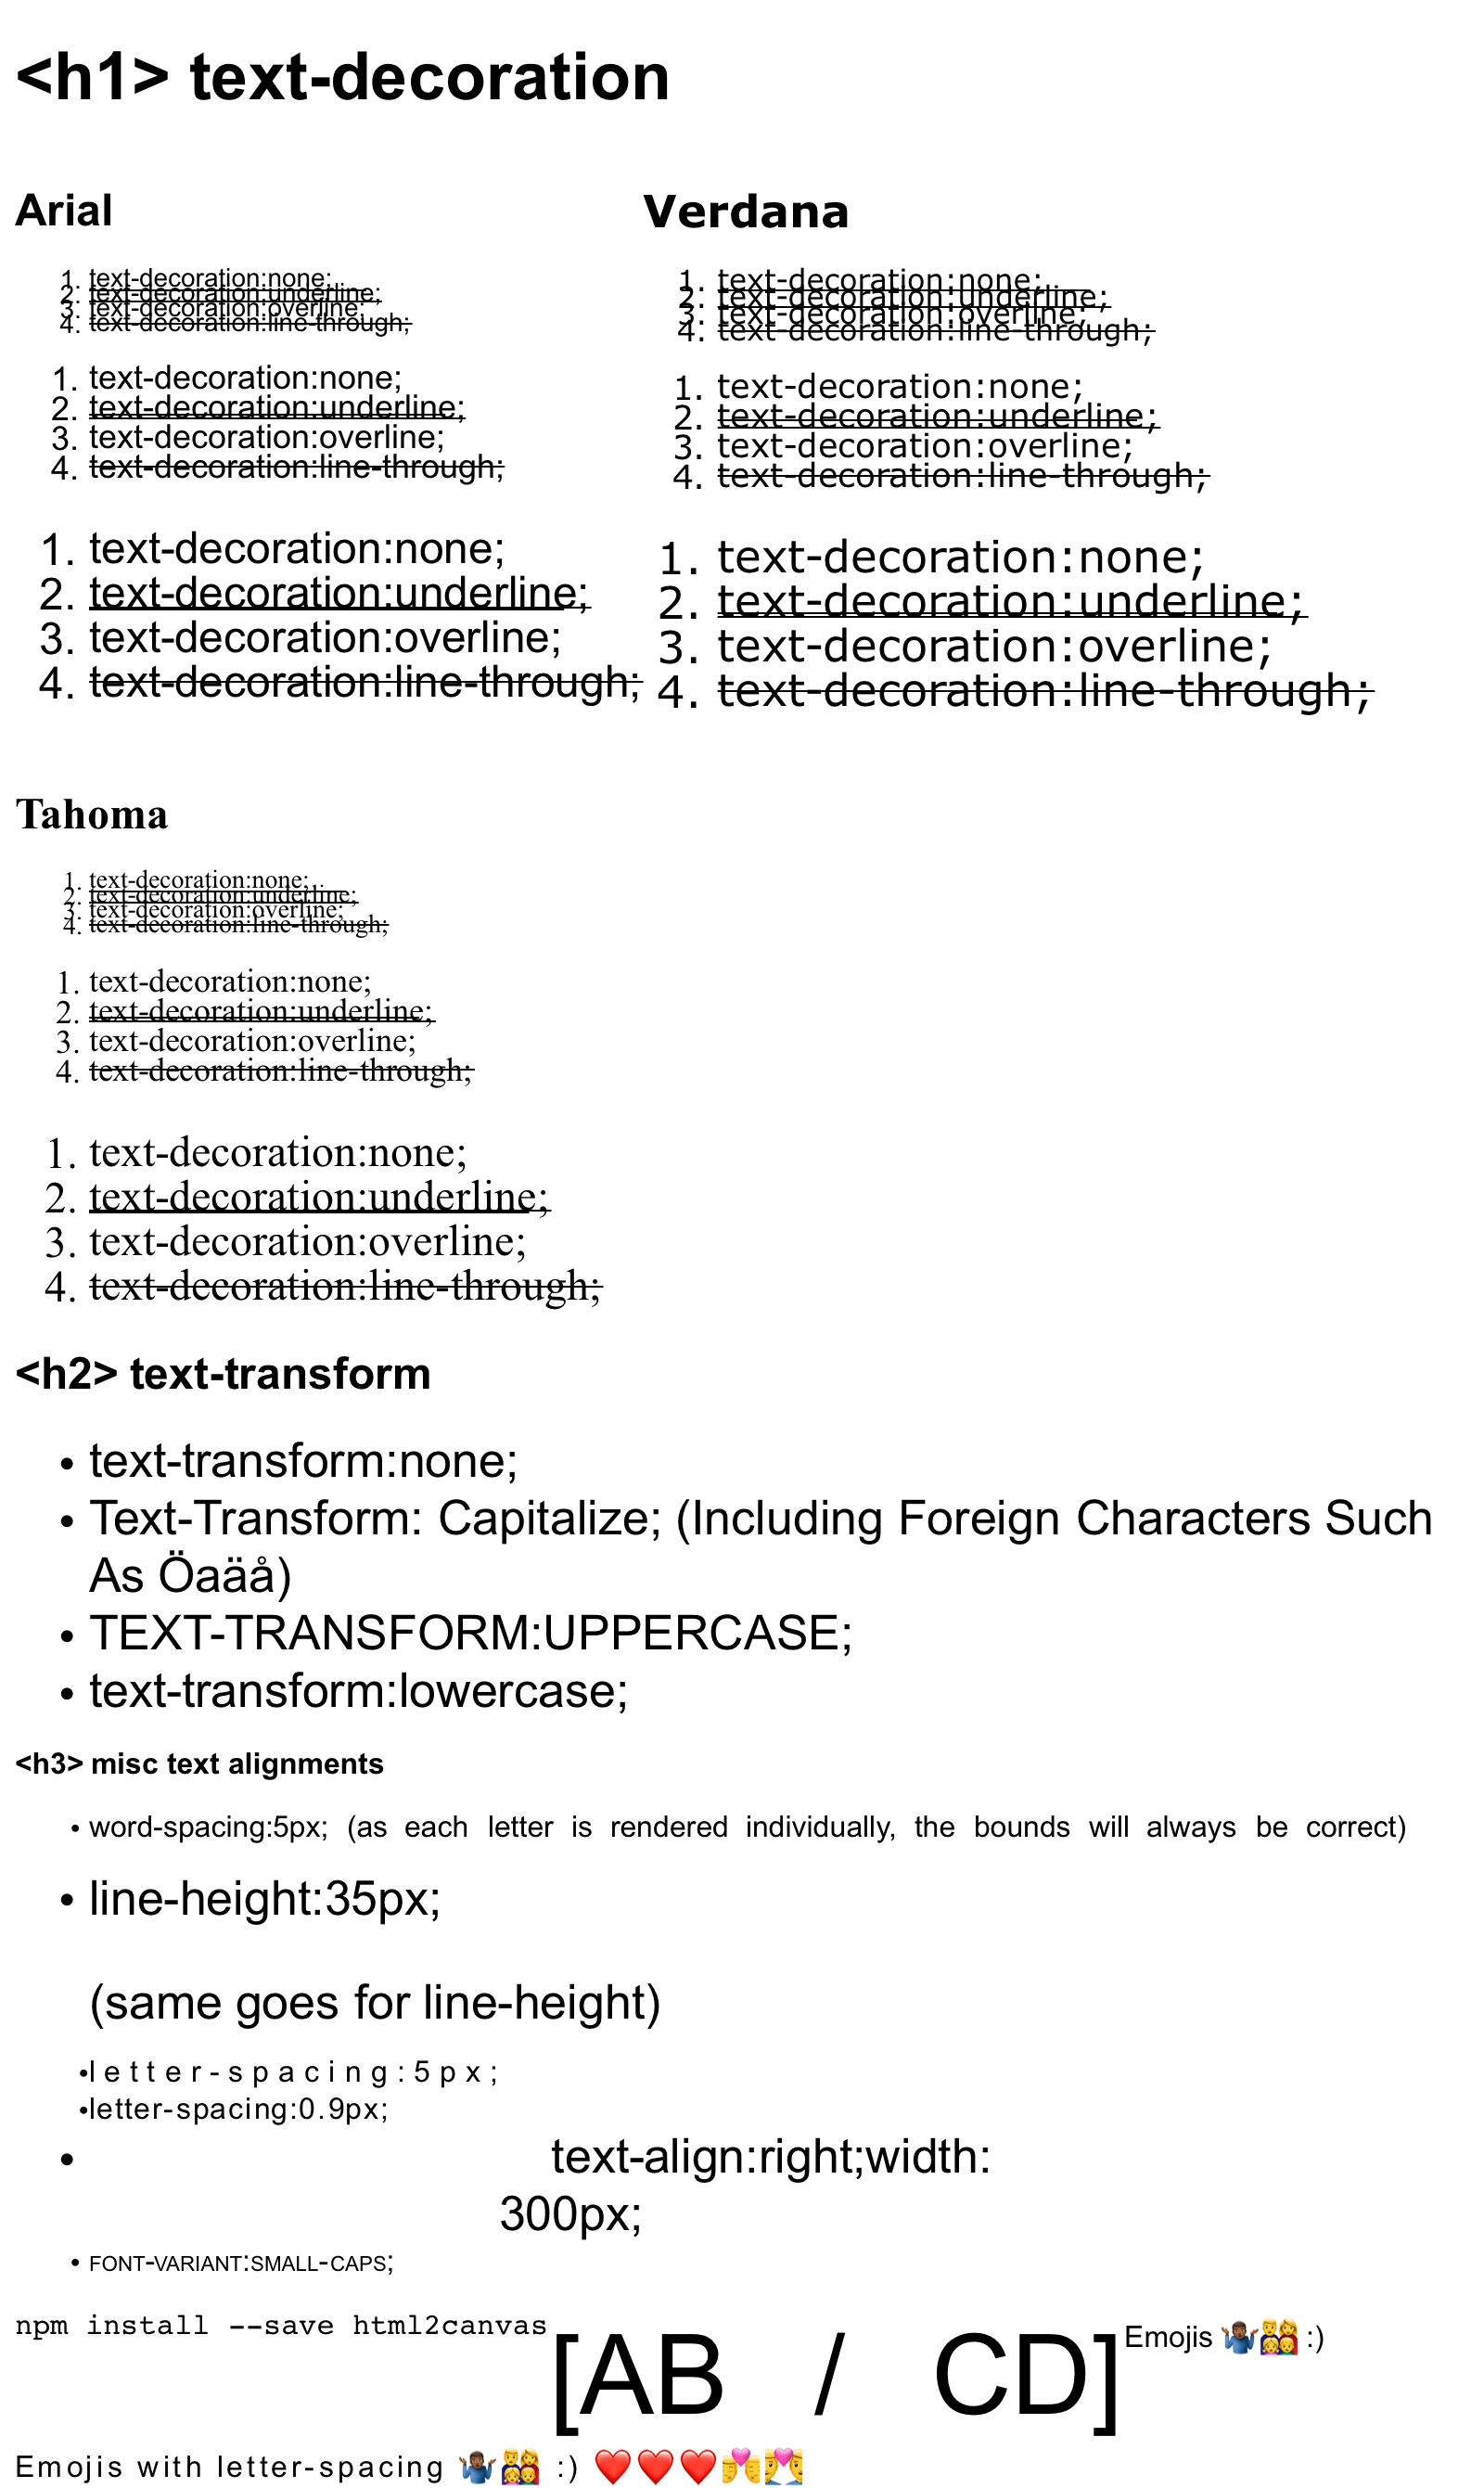 <h1> text-decoration
Arial
1. text-decoration:none;
2. text-decoration:underline;
3. text-decoration:overline;
4. text-decoration:line-through;
1. text-decoration:none;
2. text-decoration:underline;
3. text-decoration:overline;
4. text-decoration:line-through;
1. text-decoration:none;
2. text-decoration:underline;
3. text-decoration:overline;
4. text-decoration:line-through;
Verdana
1. text-decoration:none;
2. text-decoration:underline;
3. text-decoration:overline;
4. text-decoration:line-through;
1. text-decoration:none;
2. text-decoration:underline;
3. text-decoration:overline;
4. text-decoration:line-through;
1. text-decoration:none;
2. text-decoration:underline;
3. text-decoration:overline;
4. text-decoration:line-through;
Tahoma
1. text-decoration:none;
2. text-decoration:underline;
3. text-decoration:overline;
4. text-decoration:line-through;
1. text-decoration:none;
2. text-decoration:underline;
3. text-decoration:overline;
4. text-decoration:line-through;
1. text-decoration:none;
2. text-decoration:underline;
3. text-decoration:overline;
4. text-decoration:line-through;
<h2> text-transform
• text-transform:none;
• Text-Transform: Capitalize; (Including Foreign Characters Such
As Öaäå)
• TEXT-TRANSFORM:UPPERCASE;
• text-transform:lowercase;
<h3> misc text alignments
• word-spacing:5px; (as each letter is rendered individually, the bounds will always be correct)
• line-height:35px;
(same goes for line-height)
•letter-spacing:5px;
•letter-spacing:0.9px;
• text-align:right;width:
300px;
• FONT-VARIANT:SMALL-CAPS;
npm install --save html2canvas
[AB / CD]
Emojis 🤷🏾‍♂️👨‍👩‍👧‍👦 :)
Emojis with letter-spacing 🤷🏾‍♂️👨‍👩‍👧‍👦 :) ❤️❤️❤️👨‍❤️‍💋‍👨👨‍❤️‍👨